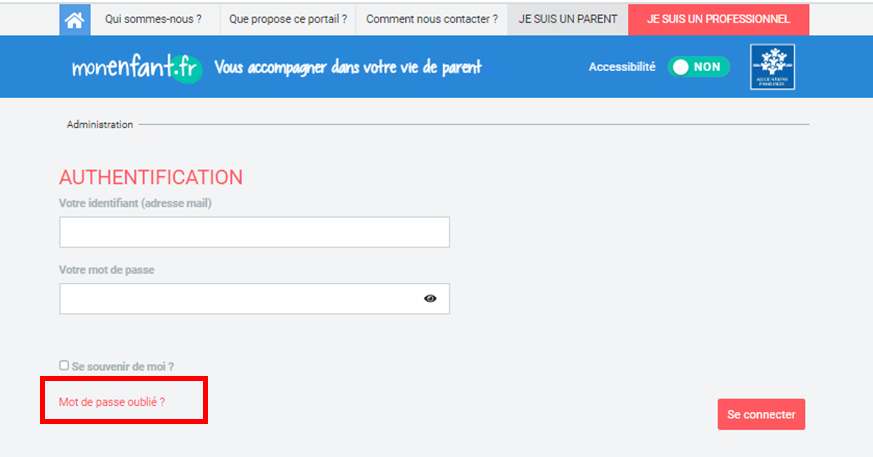 Qui sommes-nous ?
Que propose ce portail ?
Comment nous contacter ?
JE SUIS UN PARENT
JE SUIS UN PROFESSIONNEL
monenfant.fr
Vous accompagner dans votre vie de parent
Accessibilité
NON
ALLOCATIONS
FAMILIALES
Administration
AUTHENTIFICATION
Votre identifiant (adresse mail)
Votre mot de passe
Se souvenir de moi ?
Mot de passe oublié ?
Se connecter